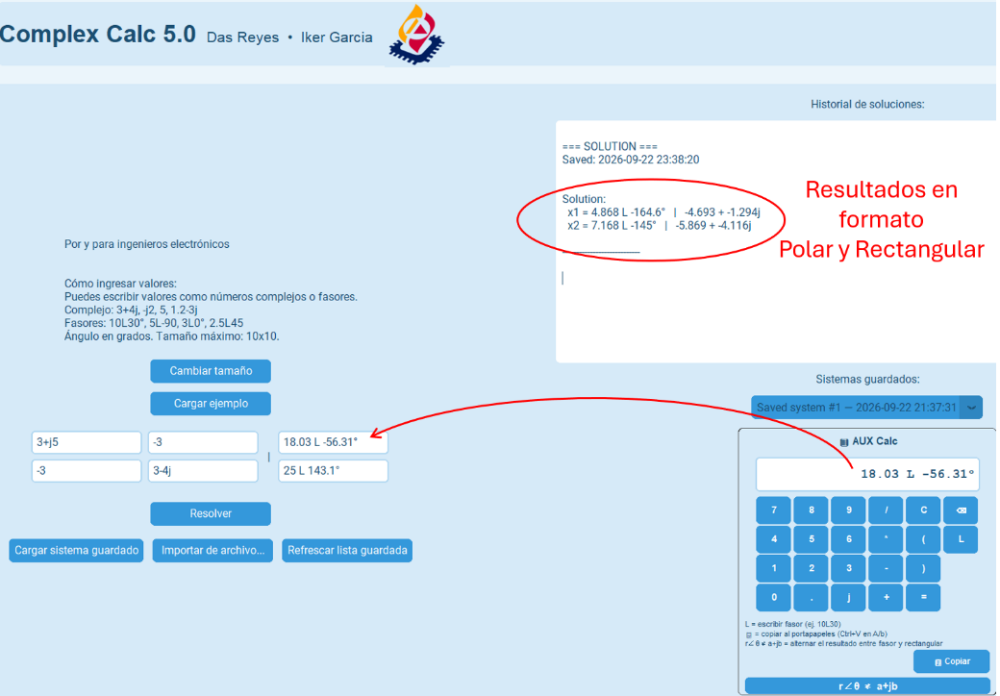 Complex Calc 5.0 Das Reyes • Iker Garcia
Historial de soluciones:
=== SOLUTION ===
Saved: 2026-09-22 23:38:20
Solution:
x1 = 4.868 L -164.6° | -4.693 + -1.294j
x2 = 7.168 L -145° | -5.869 + -4.116j
Resultados en
formato
Polar y Rectangular
Por y para ingenieros electrónicos
Cómo ingresar valores:
Puedes escribir valores como números complejos o fasores.
Complejo: 3+4j, -j2, 5, 1.2-3j
Fasores: 10L30°, 5L-90, 3L0°, 2.5L45
Ángulo en grados. Tamaño máximo: 10x10.
Cambiar tamaño
Cargar ejemplo
3+j5 -3 | 18.03 L -56.31°
-3 3-4j 25 L 143.1°
Resolver
Cargar sistema guardado Importar de archivo... Refrescar lista guardada
Sistemas guardados:
Saved system #1 — 2026-09-22 21:37:31
AUX Calc
18.03 L -56.31°
7 8 9 / C ⌫
4 5 6 * ( L
1 2 3 - )
0 . j + =
L = escribir fasor (ej. 10L30)
= copiar al portapapeles (Ctrl+V en A/b)
r∠θ ⇄ a+jb = alternar el resultado entre fasor y rectangular
Copiar
r∠θ ⇄ a+jb